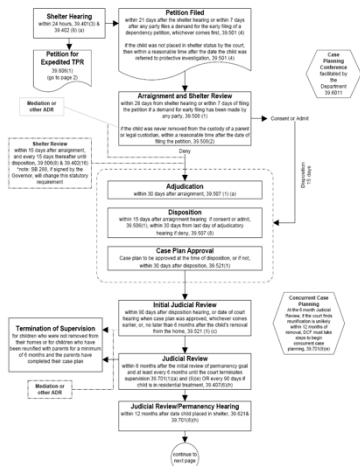 Shelter Hearing
within 24 hours, 39.401(3) &
39.402 (8) (a)
Petition for
Expedited TPR
39.806(1)
(go to page 2)
Petition Filed
within 21 days after the shelter hearing or within 7 days
after any party files a demand for the early filing of a
dependency petition, whichever comes first, 39.501 (4)
if the child was not placed in shelter status by the court,
then within a reasonable time after the date the child was
referred to protective investigation, 39.501 (4)
Case
Planning
Conference
facilitated by
the
Department
39.6011
Mediation or
other ADR
Arraignment and Shelter Review
within 28 days from shelter hearing or within 7 days of filing
the petition if a demand for early filing has been made by
any party, 39.506 (1)
if the child was never removed from the custody of a parent
or legal custodian, within a reasonable time after the date
of filing the petition, 39.506(2)
Consent or Admit
Deny
Disposition
15 days
Shelter Review
within 15 days after arraignment,
and every 15 days thereafter until
disposition, 39.506(8) & 39.402(16)
*note: SB 200, if signed by the
Governor, will change this statutory
requirement
Adjudication
within 30 days after arraignment, 39.507 (1) (a)
Disposition
within 15 days after arraignment hearing if consent or admit,
39.506(1), within 30 days from last day of adjudicatory
hearing if deny, 39.507 (8)
Case Plan Approval
Case plan to be approved at the time of disposition, or if not,
within 30 days after disposition, 39.521(1)
Initial Judicial Review
within 90 days after disposition hearing, or date of court
hearing when case plan was approved, whichever comes
earlier, or, no later than 6 months after the child's removal
from the home, 39.521 (1) (c)
Concurrent Case
Planning
At the 6 month Judicial
Review, if the court finds
reunification is unlikely
within 12 months of
removal, DCF must take
steps to begin
concurrent case
planning, 39.701(9)(e)
Termination of Supervision
for children who were not removed from
their homes or for children who have
been reunified with parents for a minimum
of 6 months and the parents have
completed their case plan
Judicial Review
within 6 months after the initial review of permanency goal
and at least every 6 months until the court terminates
supervision
Mediation or
other ADR
Judicial Review/Permanency Hearing
within 12 months after date child placed in shelter, 39.621&
39.701(8)(h)
continue to
next page